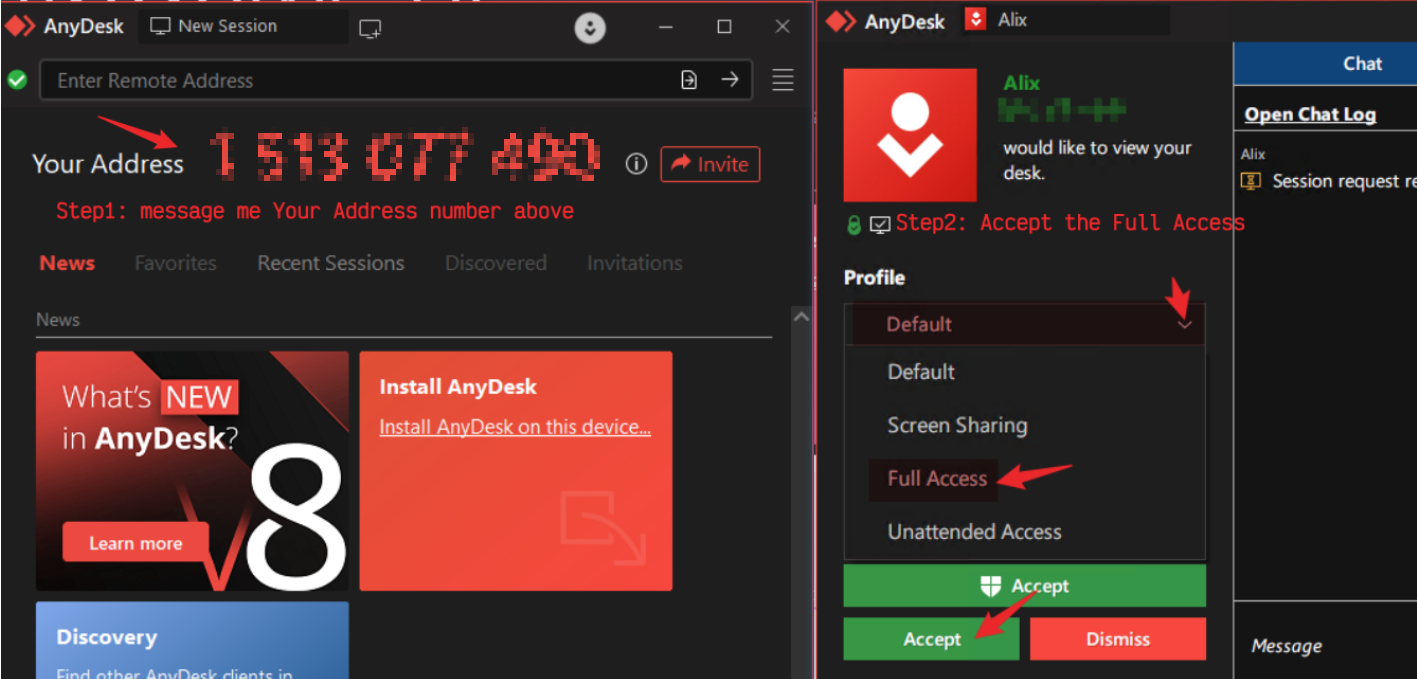 AnyDesk
New Session
Enter Remote Address
Your Address
1 513 077 490
Invite
Step1: message me Your Address number above
News
Favorites
Recent Sessions
Discovered
Invitations
News
What's NEW
in AnyDesk?
V8
Learn more
Install AnyDesk
Install AnyDesk on this device...
Discovery
Find other AnyDesk clients in
AnyDesk
Alix
Alix
would like to view your
desk.
Step2: Accept the Full Access
Profile
Default
Default
Screen Sharing
Full Access
Unattended Access
Accept
Accept
Dismiss
Chat
Open Chat Log
Alix
Session request re
Message